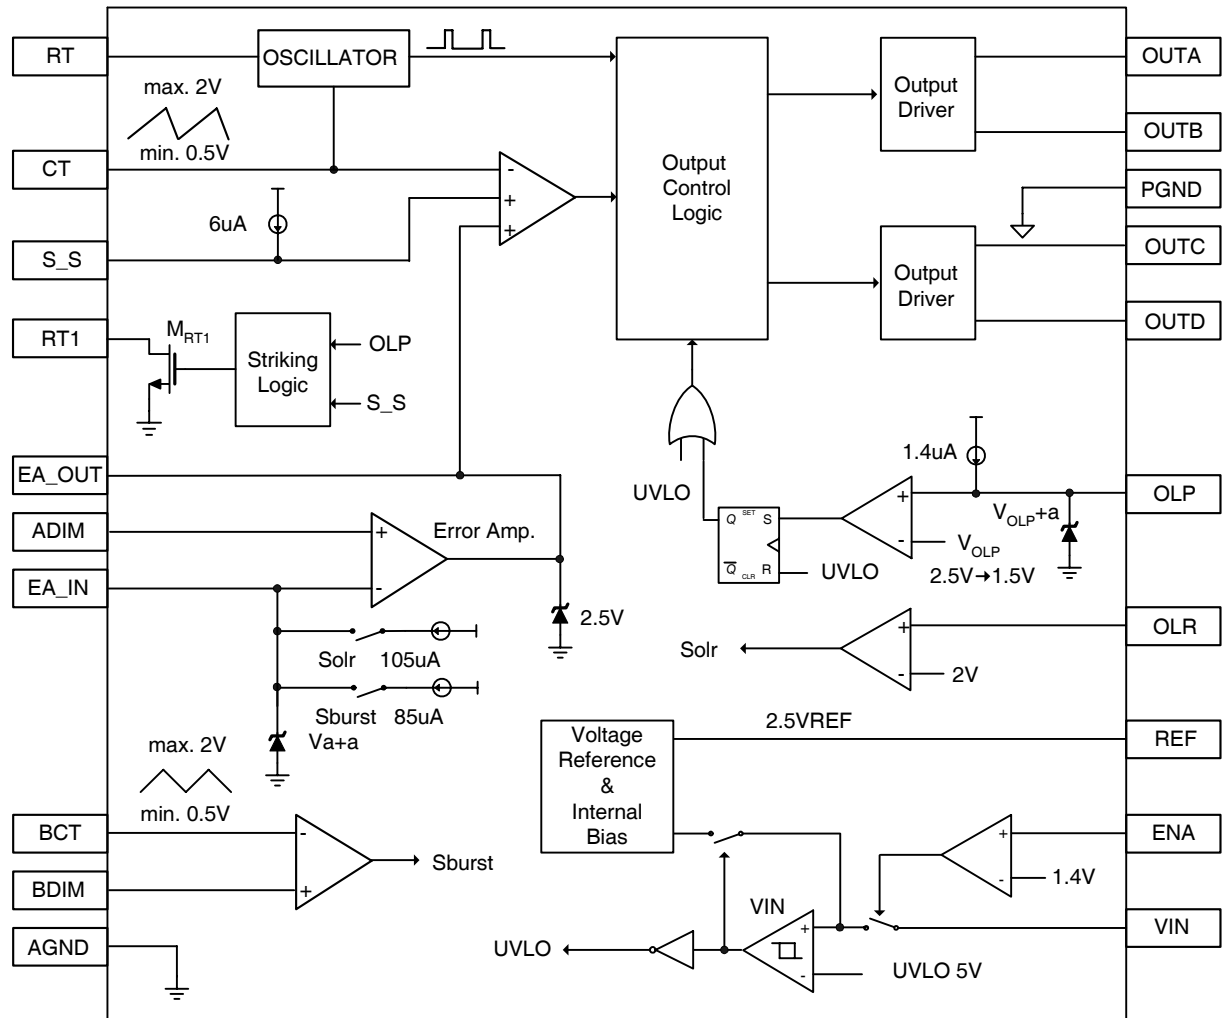 RT
OSCILLATOR
OUTA
max. 2V
Output
Driver
OUTB
min. 0.5V
CT
-
+
+
Output
Control
Logic
PGND
6uA
S_S
OUTC
Output
Driver
OUTD
RT1
MRT1
Striking
Logic
OLP
S_S
EA_OUT
1.4uA
UVLO
OLP
+
-
VOLP+a
VOLP
2.5V→1.5V
Q SET S
Q CLR R
UVLO
ADIM
+
Error Amp.
EA_IN
-
2.5V
Solr 105uA
Sburst 85uA
Va+a
OLR
+
-
Solr
2V
2.5VREF
REF
Voltage
Reference
&
Internal
Bias
max. 2V
min. 0.5V
BCT
-
BDIM
+
Sburst
ENA
+
-
1.4V
VIN
+
-
VIN
AGND
UVLO
UVLO 5V